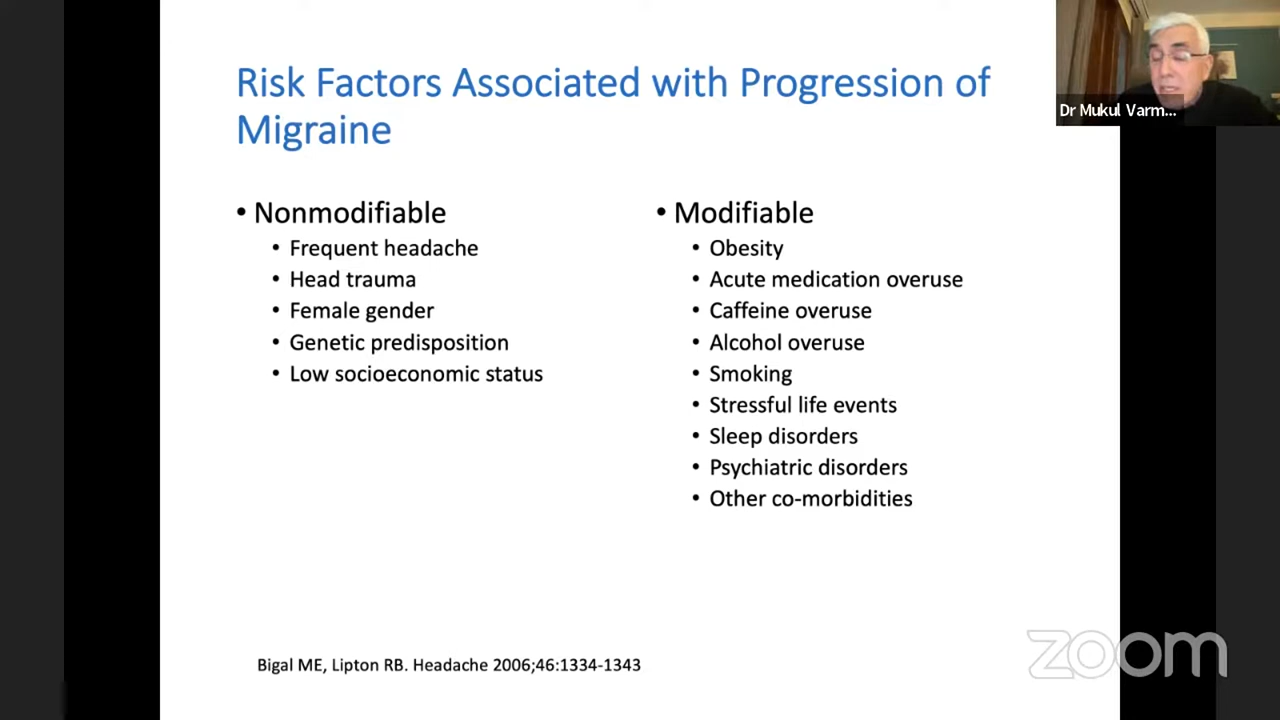 Risk Factors Associated with Progression of
Migraine
• Nonmodifiable
• Frequent headache
• Head trauma
• Female gender
• Genetic predisposition
• Low socioeconomic status
• Modifiable
• Obesity
• Acute medication overuse
• Caffeine overuse
• Alcohol overuse
• Smoking
• Stressful life events
• Sleep disorders
• Psychiatric disorders
• Other co-morbidities
Bigal ME, Lipton RB. Headache 2006;46:1334-1343
Dr Mukul Varm...
zoom